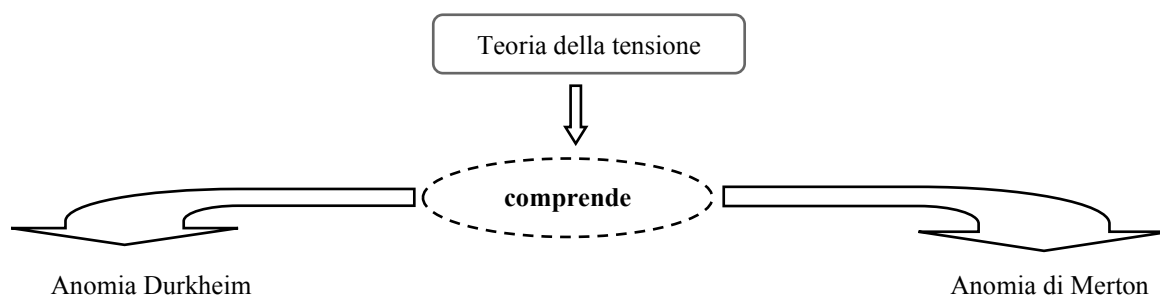 Teoria della tensione
comprende
Anomia Durkheim
Anomia di Merton